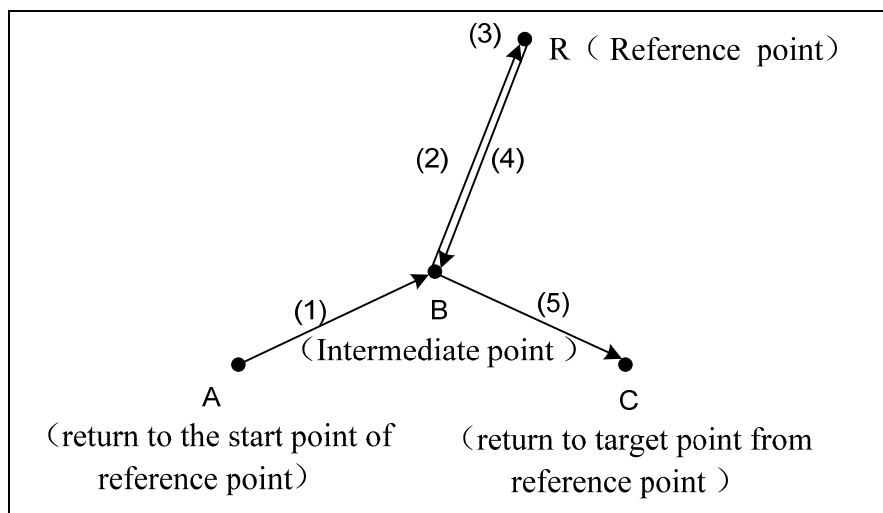 (3)
R（ Reference point）
(2)
(4)
(1)
B
(5)
（Intermediate point ）
A
C
（return to the start point of
reference point）
（return to target point from
reference point ）